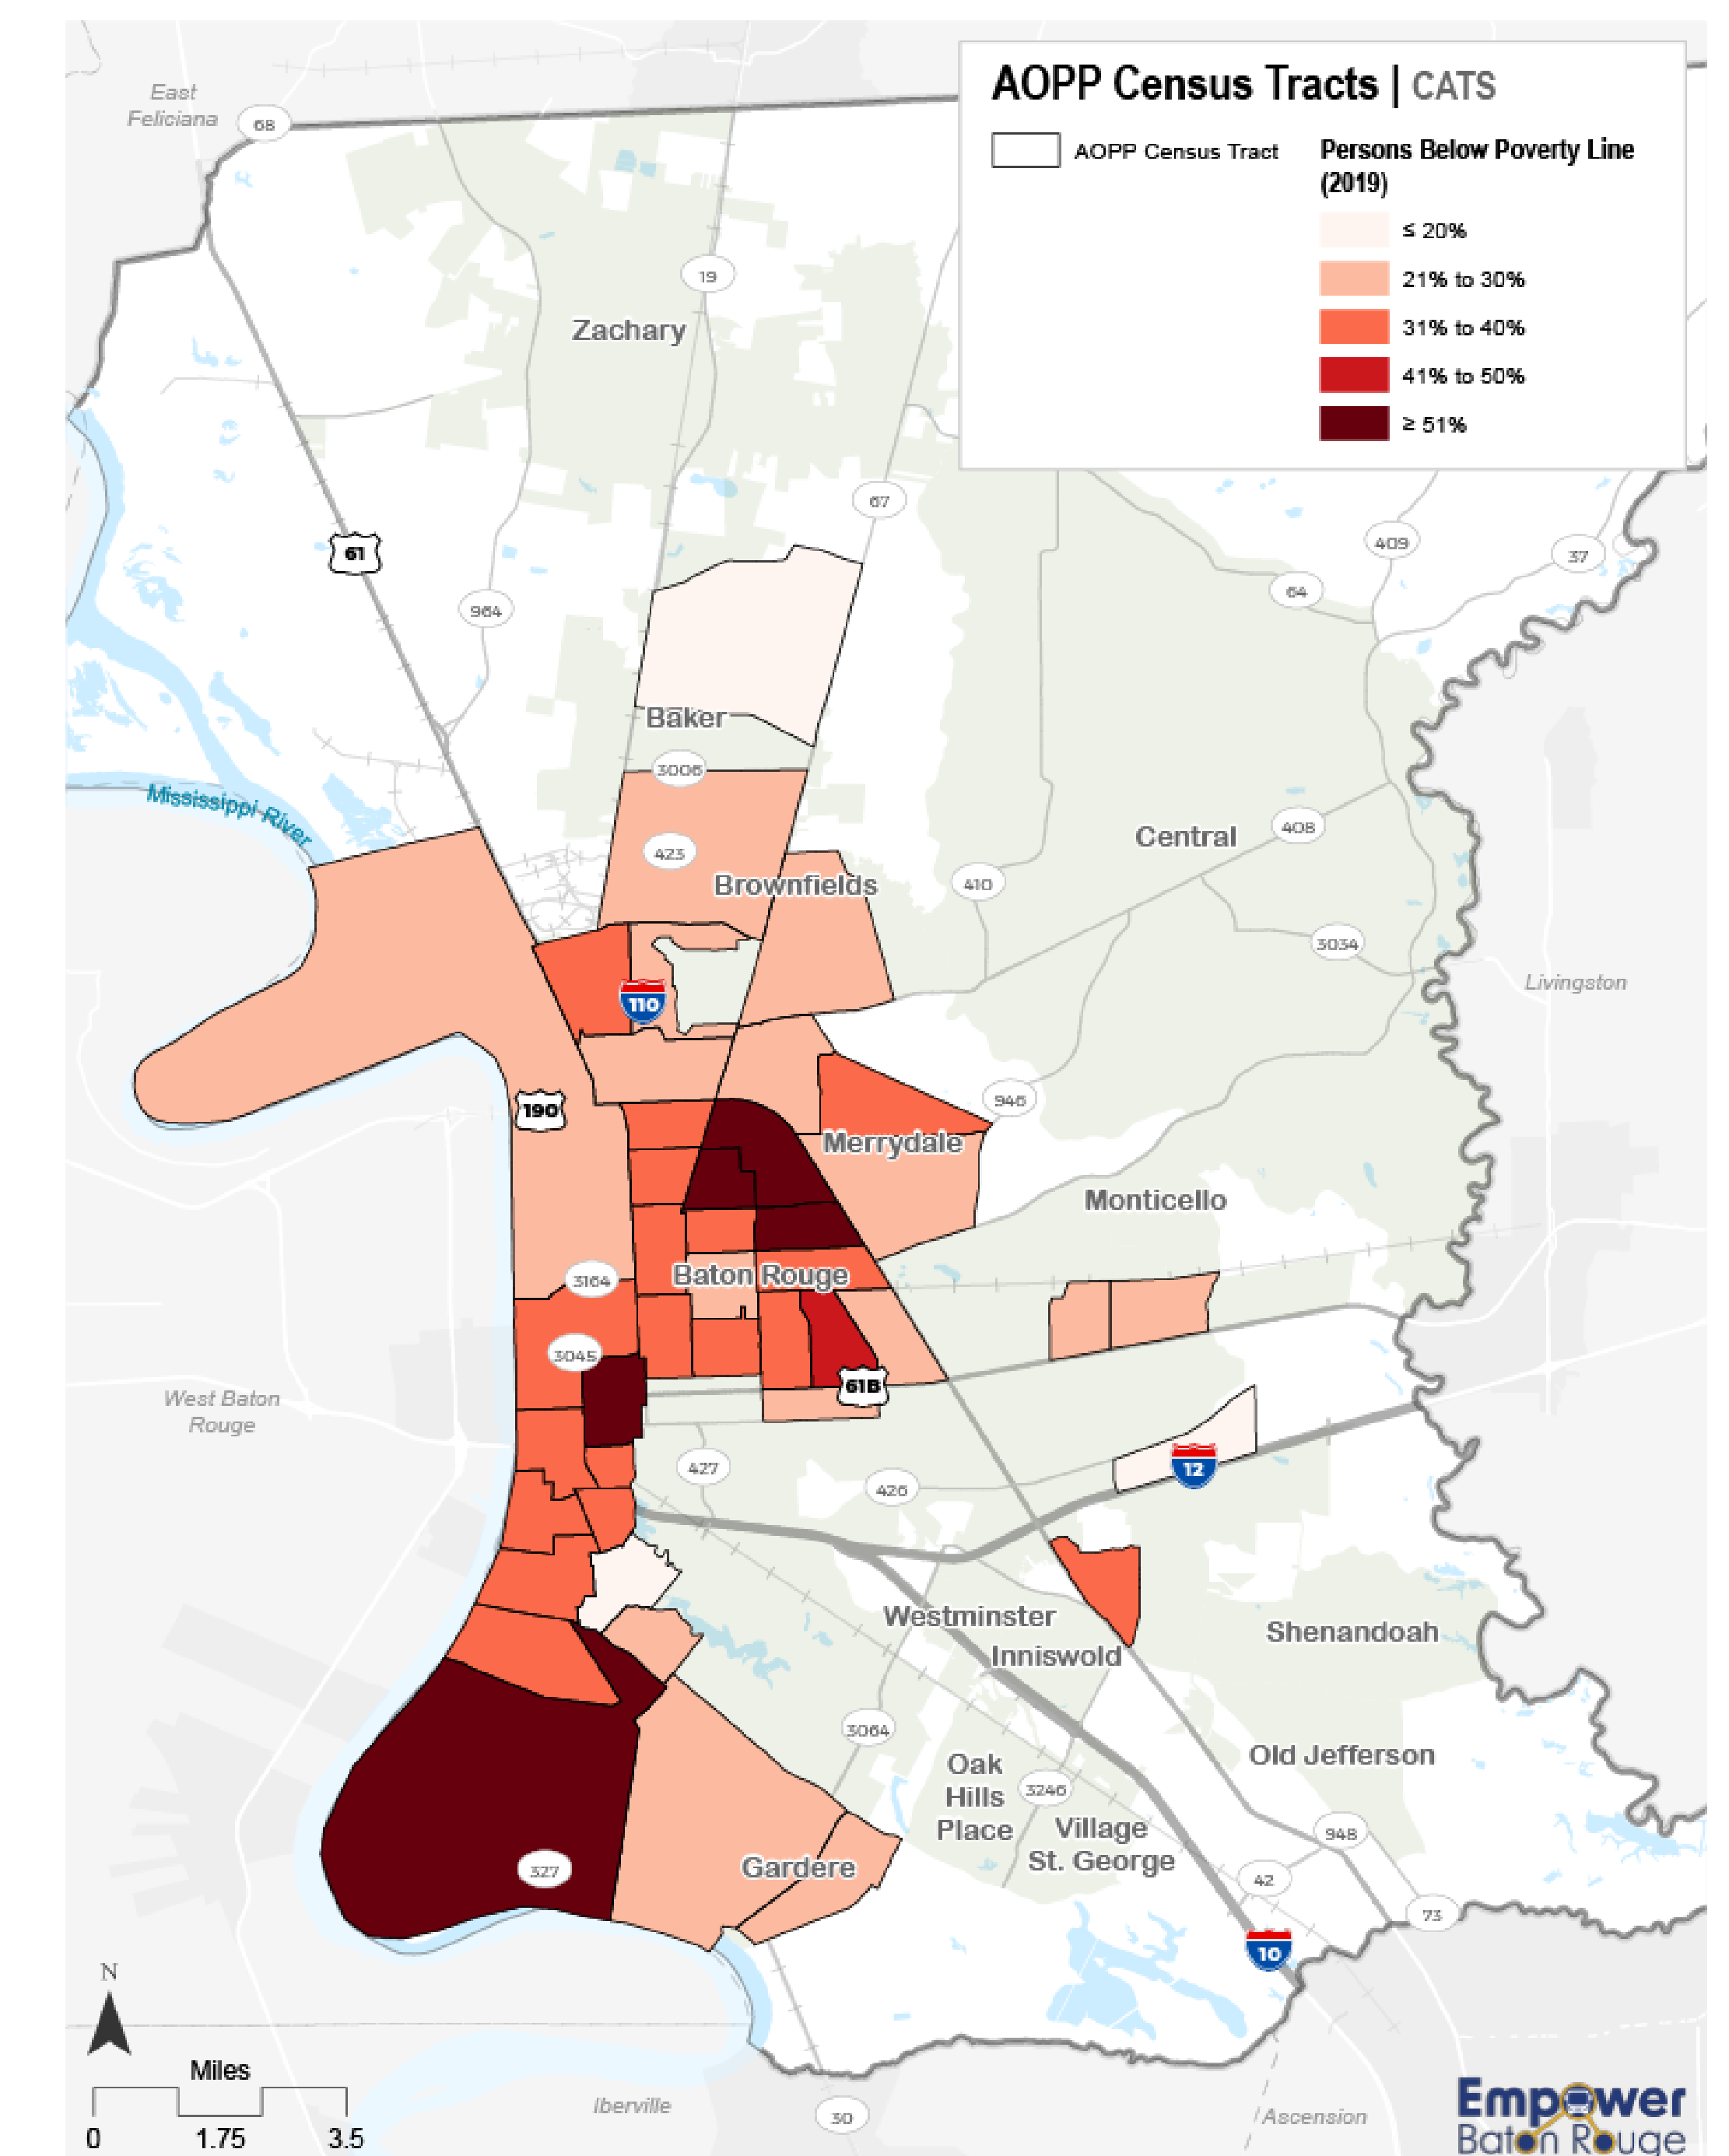 AOPP Census Tracts | CATS
AOPP Census Tract
Persons Below Poverty Line
(2019)
≤ 20%
21% to 30%
31% to 40%
41% to 50%
≥ 51%
East
Feliciana
68
19
Zachary
67
61
409
37
64
964
Baker
3006
Mississippi River
423
Central
408
Brownfields
410
3034
Livingston
110
190
946
Merrydale
Monticello
3164
Baton Rouge
3045
61B
West Baton
Rouge
427
12
426
Westminster
Inniswold
Shenandoah
3064
Oak
Hills
Place
3246
Old Jefferson
Village
St. George
948
327
Gardere
42
73
10
N
Miles
0
1.75
3.5
Iberville
30
Ascension
Empower
Baton Rouge